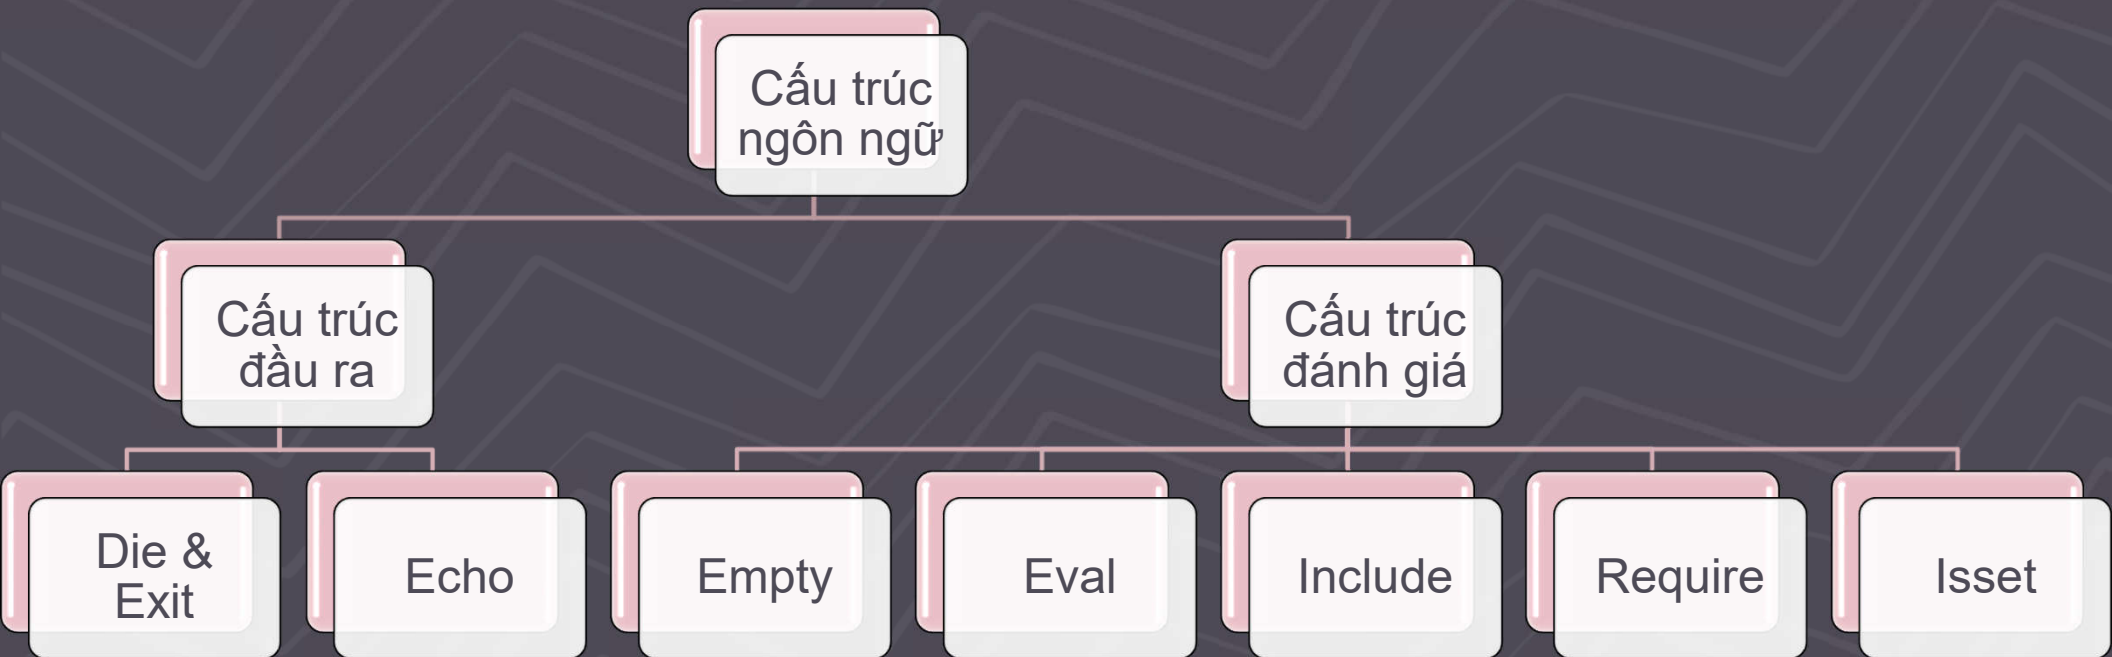 Cấu trúc
ngôn ngữ
Cấu trúc
đầu ra
Cấu trúc
đánh giá
Die &
Exit
Echo
Empty
Eval
Include
Require
Isset